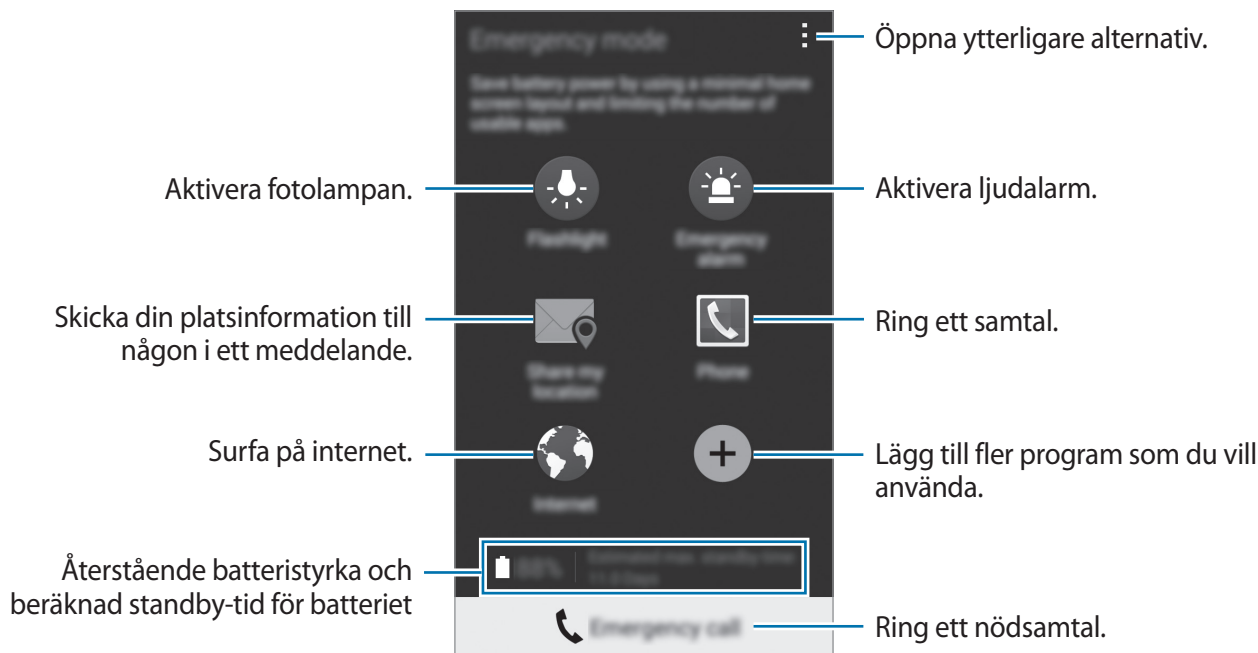 Emergency mode
Öppna ytterligare alternativ.
Save battery power by using a minimal home
screen layout and limiting the number of
usable apps.
Aktivera fotolampan.
Aktivera ljudalarm.
Flashlight
Emergency
alarm
Skicka din platsinformation till
någon i ett meddelande.
Ring ett samtal.
Share my
location
Phone
Surfa på internet.
Lägg till fler program som du vill
använda.
Internet
Återstående batteristyrka och
beräknad standby-tid för batteriet
Estimated max. standby time
Emergency call
Ring ett nödsamtal.